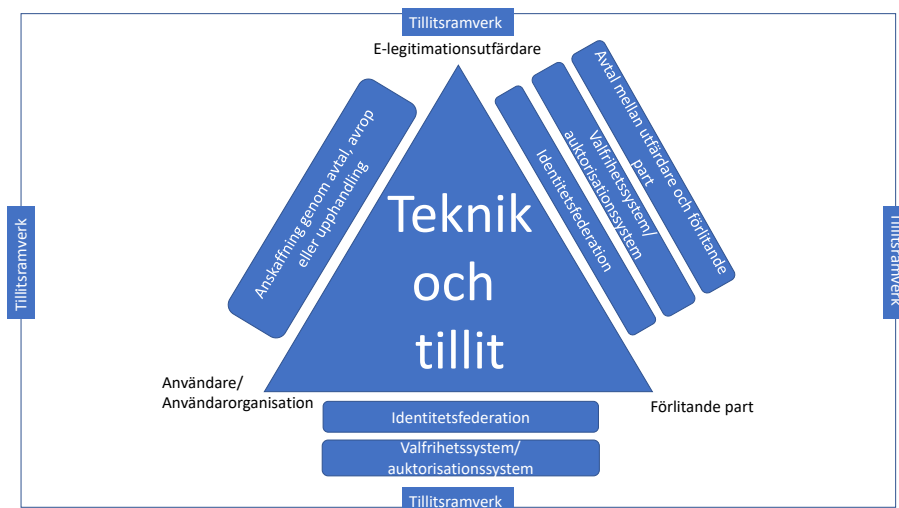 Tillitsramverk
E-legitimationsutfärdare
Anskaffning genom avtal, avrop
eller upphandling
Teknik
och
tillit
Identitetsfederation
Valfrihetssystem/
auktorisationssystem
Avtal mellan utfärdare och förlitande
part
Tillitsramverk
Tillitsramverk
Användare/
Användarorganisation
Förlitande part
Identitetsfederation
Valfrihetssystem/
auktorisationssystem
Tillitsramverk